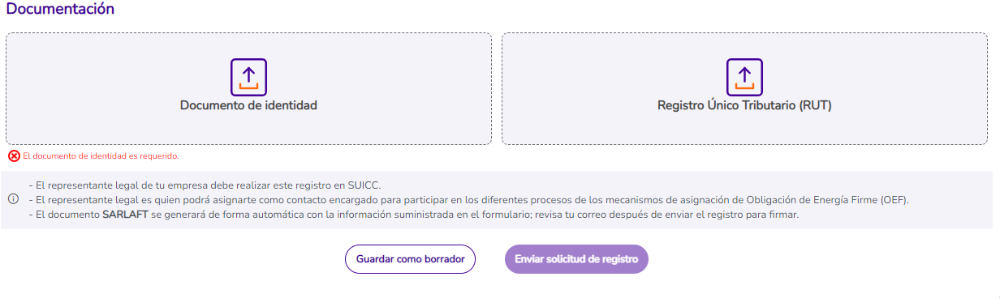 Documentación
Documento de identidad
Registro Único Tributario (RUT)
El documento de identidad es requerido.
- El representante legal de tu empresa debe realizar este registro en SUICC.
- El representante legal es quien podrá asignarte como contacto encargado para participar en los diferentes procesos de los mecanismos de asignación de Obligación de Energía Firme (OEF).
- El documento SARLAFT se generará de forma automática con la información suministrada en el formulario; revisa tu correo después de enviar el registro para firmar.
Guardar como borrador
Enviar solicitud de registro